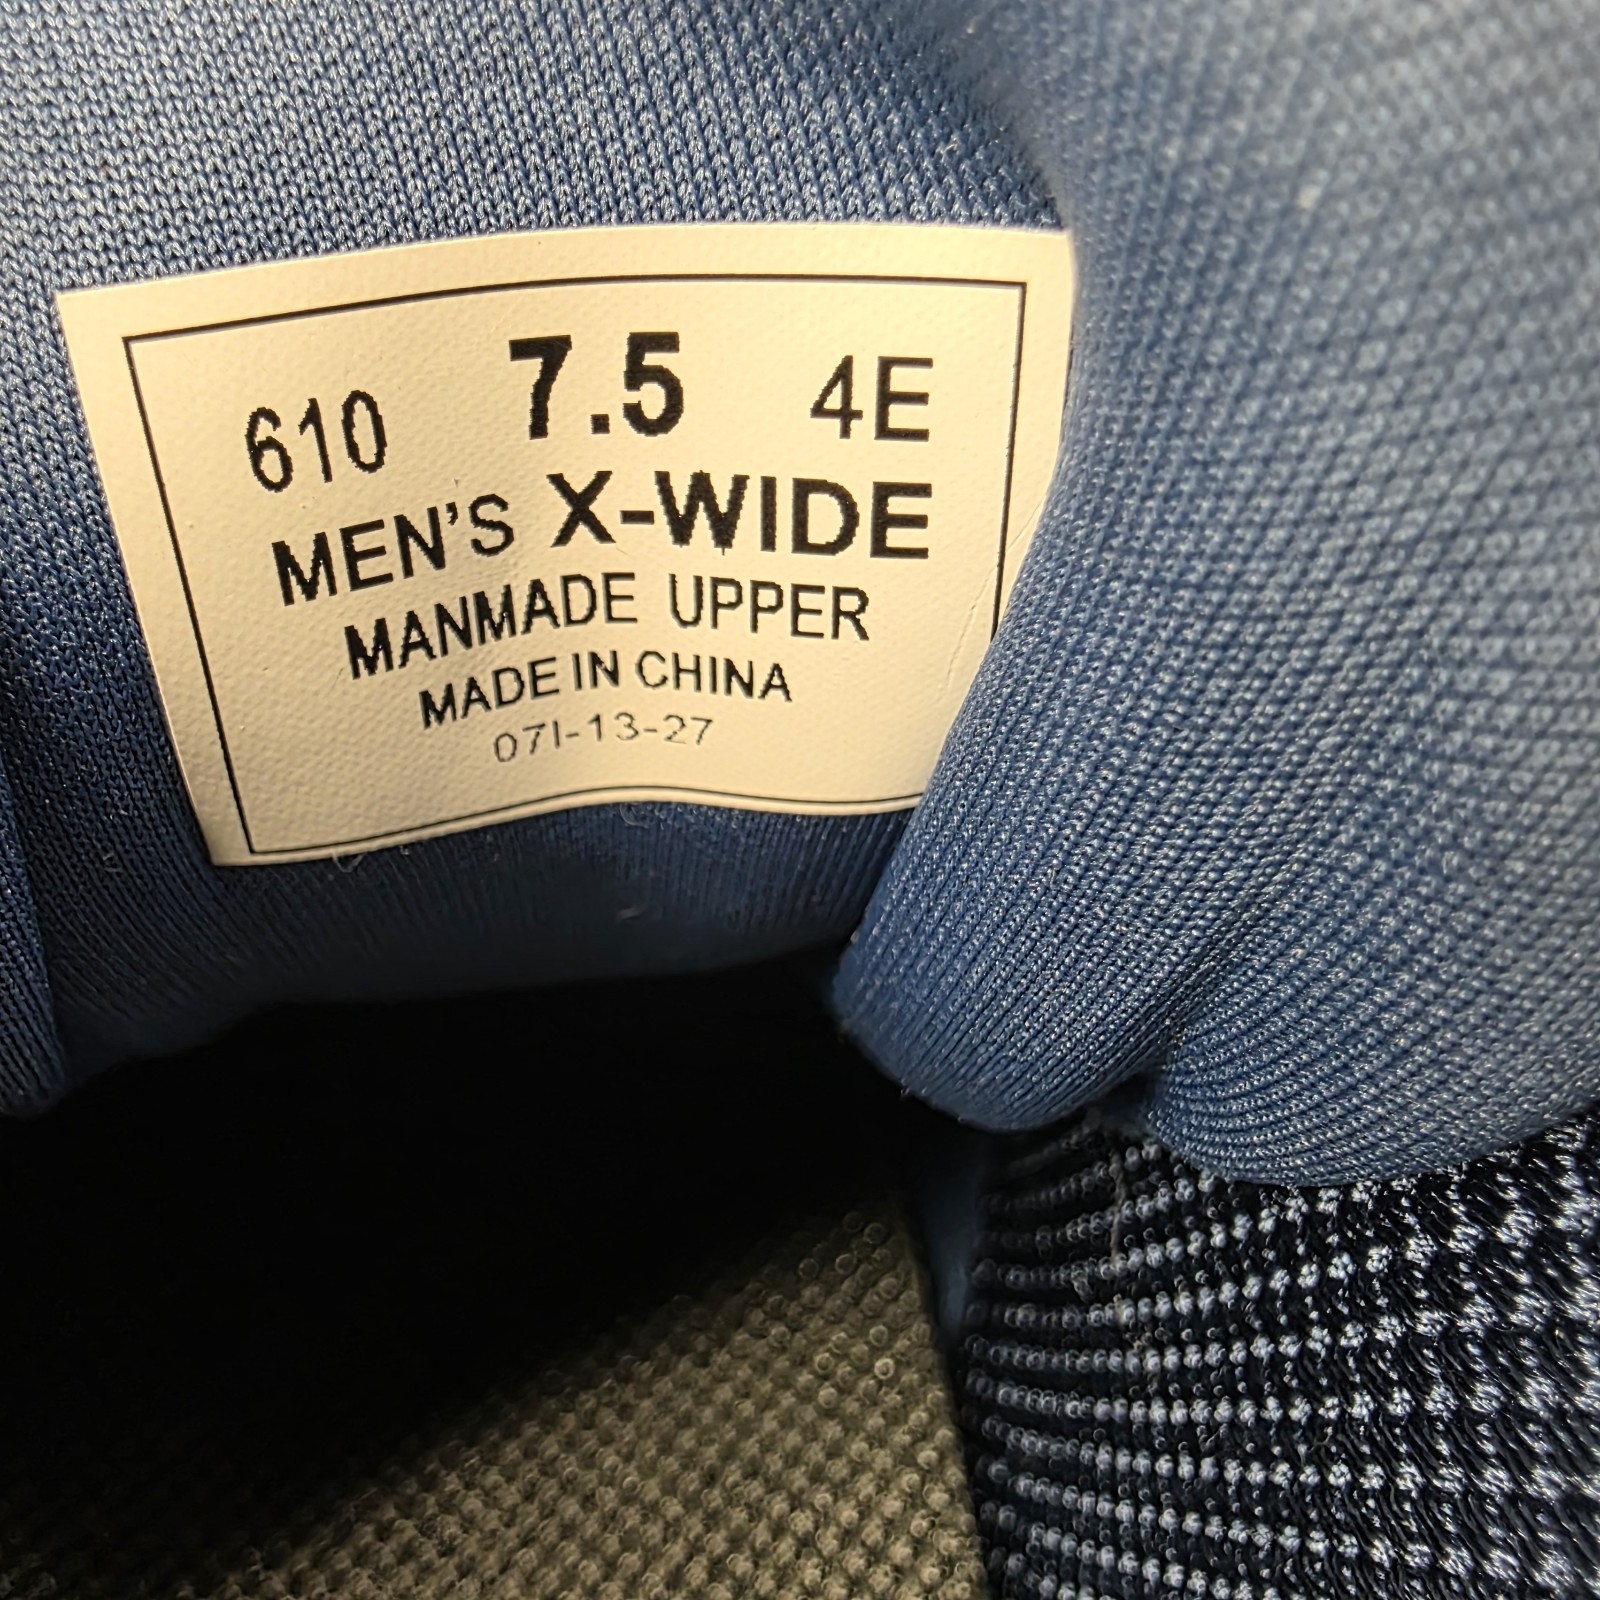 610 7.5 4E
MEN'S X-WIDE
MANMADE UPPER
MADE IN CHINA
07I-13-27